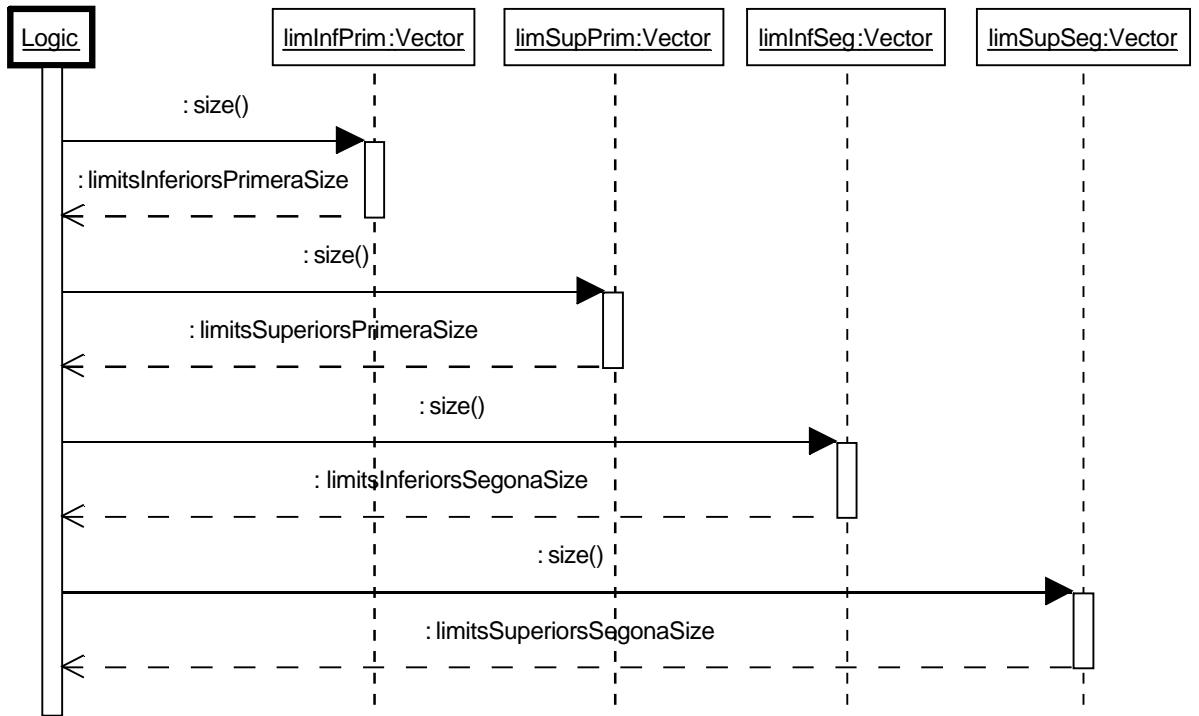 Logic
limInfPrim:Vector
limSupPrim:Vector
limInfSeg:Vector
limSupSeg:Vector
: size()
: limitsInferiorsPrimeraSize
: size()
: limitsSuperiorsPrimeraSize
: size()
: limitsInferiorsSegonaSize
: size()
: limitsSuperiorsSegonaSize